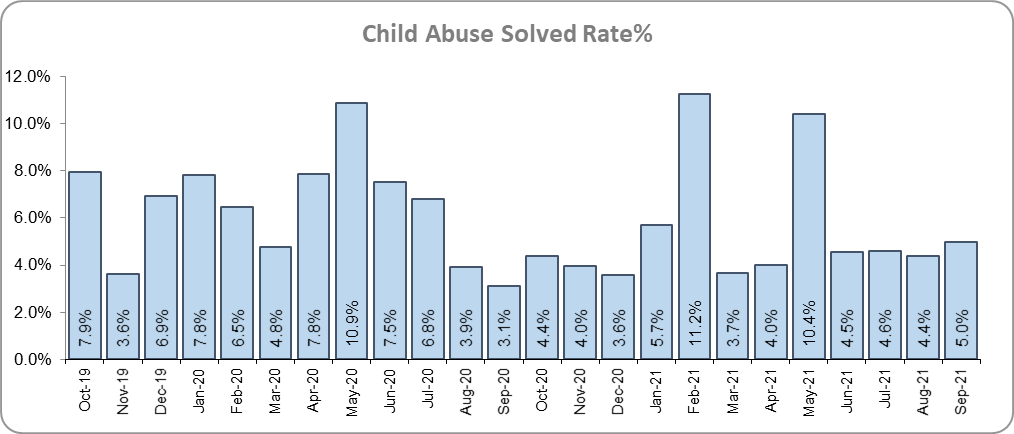 Child Abuse Solved Rate%
12.0%
10.0%
8.0%
6.0%
4.0%
2.0%
0.0%
7.9%
3.6%
6.9%
7.8%
6.5%
4.8%
7.8%
10.9%
7.5%
6.8%
3.9%
3.1%
4.4%
4.0%
3.6%
5.7%
11.2%
3.7%
4.0%
10.4%
4.5%
4.6%
4.4%
5.0%
Oct-19
Nov-19
Dec-19
Jan-20
Feb-20
Mar-20
Apr-20
May-20
Jun-20
Jul-20
Aug-20
Sep-20
Oct-20
Nov-20
Dec-20
Jan-21
Feb-21
Mar-21
Apr-21
May-21
Jun-21
Jul-21
Aug-21
Sep-21